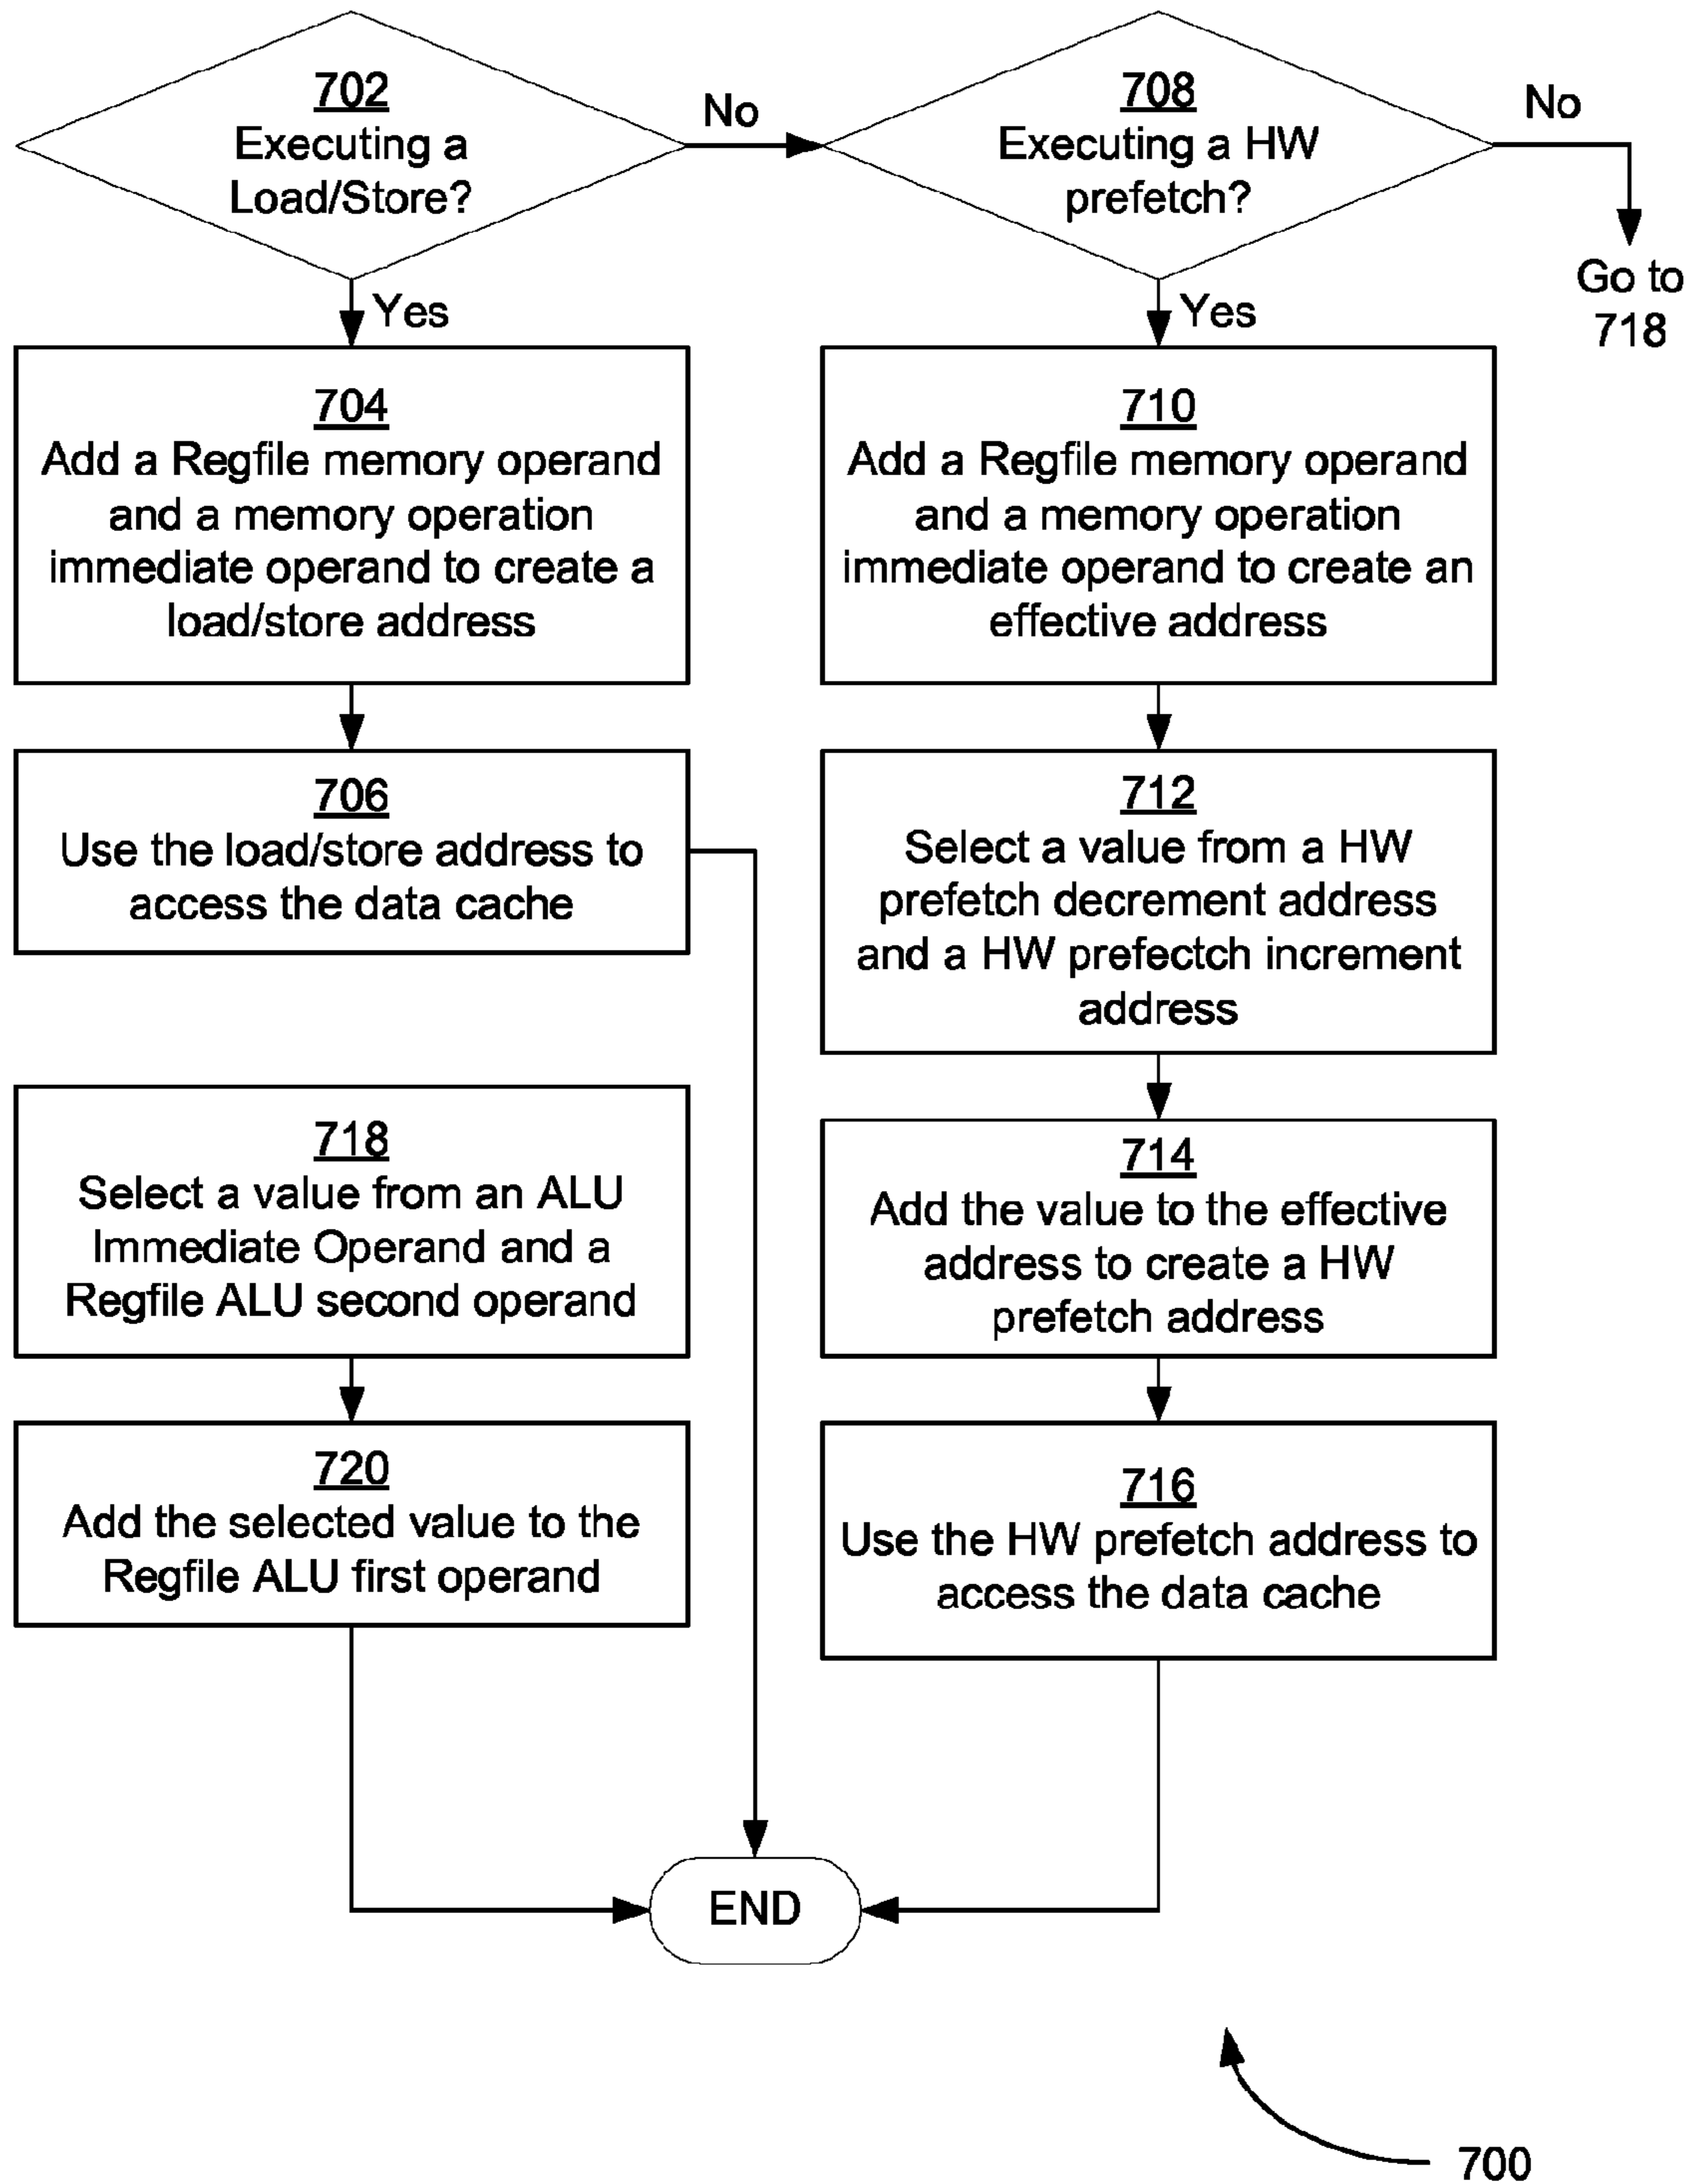 702
Executing a
Load/Store?
No
708
Executing a HW
prefetch?
No
Go to
718
Yes
Yes
704
Add a Regfile memory operand
and a memory operation
immediate operand to create a
load/store address
710
Add a Regfile memory operand
and a memory operation
immediate operand to create an
effective address
706
Use the load/store address to
access the data cache
712
Select a value from a HW
prefetch decrement address
and a HW prefectch increment
address
718
Select a value from an ALU
Immediate Operand and a
Regfile ALU second operand
714
Add the value to the effective
address to create a HW
prefetch address
720
Add the selected value to the
Regfile ALU first operand
716
Use the HW prefetch address to
access the data cache
END
700